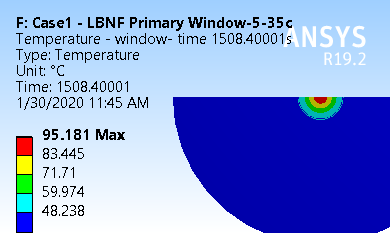 F: Case1 - LBNF Primary Window-5-35c
Temperature - window- time 1508.40001s
Type: Temperature
Unit: °C
Time: 1508.40001
1/30/2020 11:45 AM
ANSYS
R19.2
95.181 Max
83.445
71.71
59.974
48.238